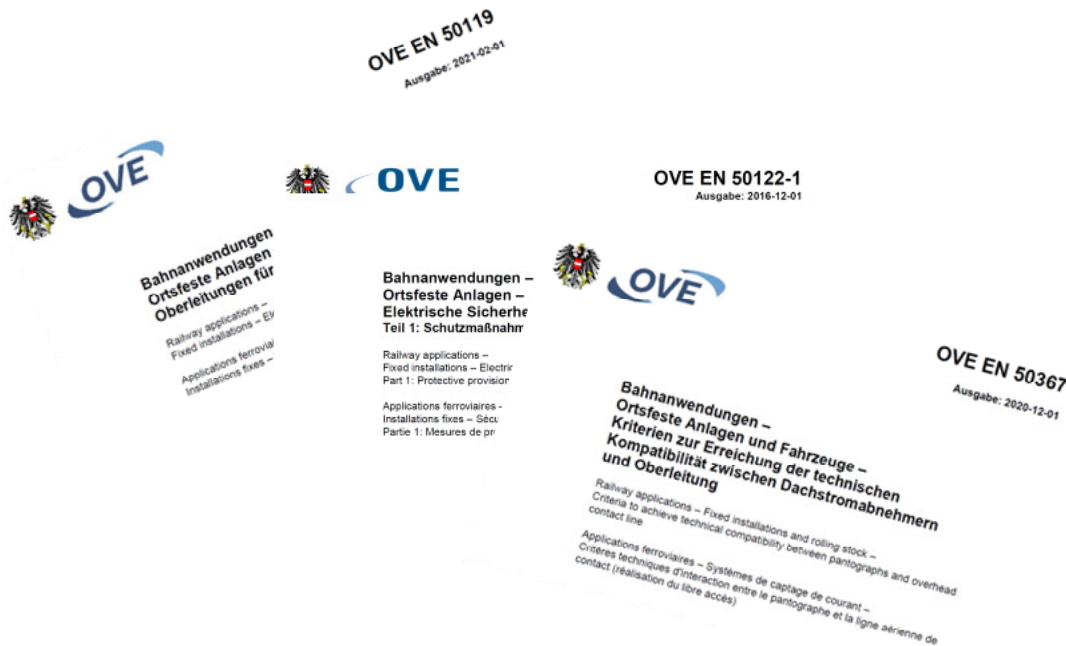 OVE EN 50119
Ausgabe: 2021-02-01
OVE
Bahnanwendungen
Ortsfeste Anlagen
Oberleitungen für
Railway applications –
Fixed installations –
Applications
Installations fixes –
OVE
OVE EN 50122-1
Ausgabe: 2016-12-01
Bahnanwendungen –
Ortsfeste Anlagen –
Elektrische Sicherhe
Teil 1: Schutzmaßnahm
Railway applications –
Fixed installations – Electri
Part 1: Protective provision
Applications ferroviaires -
Installations fixes – Sécu
Partie 1: Mesures de pr
OVE
OVE EN 50367
Ausgabe: 2020-12-01
Bahnanwendungen –
Ortsfeste Anlagen und Fahrzeuge –
Kriterien zur Erreichung der technischen
Kompatibilität zwischen Dachstromabnehmern
und Oberleitung
Railway applications – Fixed installations and rolling stock –
Criteria to achieve technical compatibility between pantographs and overhead
contact line
Applications ferroviaires – Systèmes de captage de courant –
Critères techniques d'interaction entre le pantographe et la ligne aérienne de
contact (réalisation du libre accès)